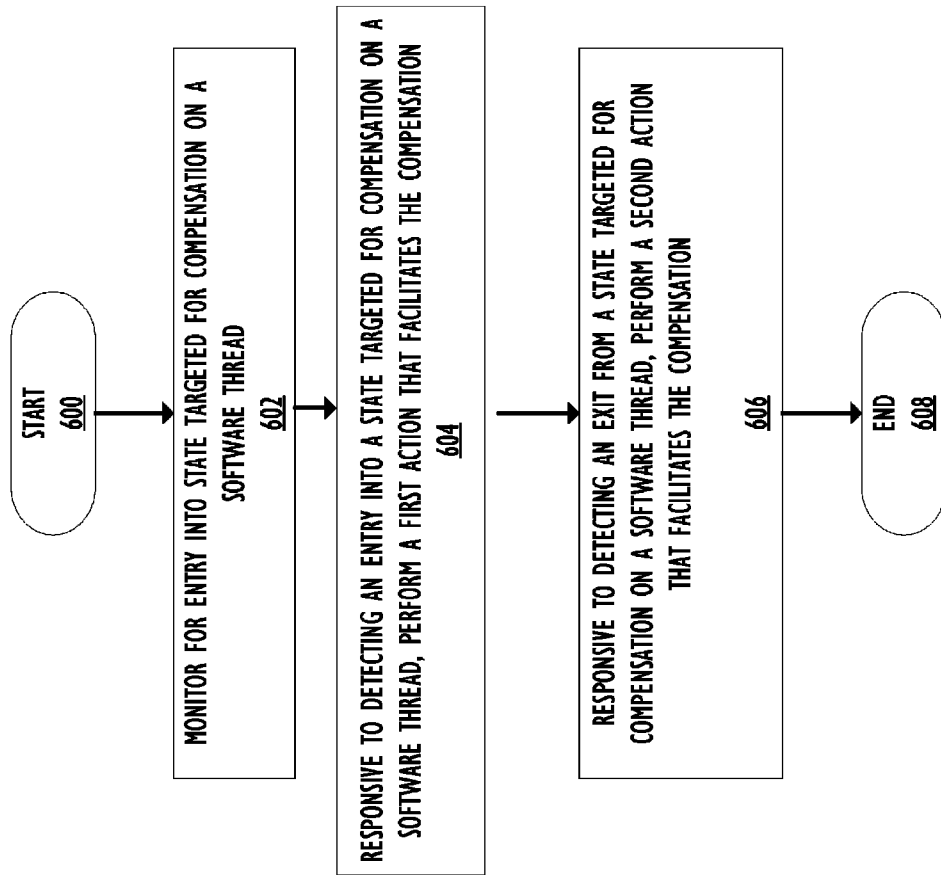 START
600
MONITOR FOR ENTRY INTO STATE TARGETED FOR COMPENSATION ON A
SOFTWARE THREAD
602
RESPONSIVE TO DETECTING AN ENTRY INTO A STATE TARGETED FOR COMPENSATION ON A
SOFTWARE THREAD, PERFORM A FIRST ACTION THAT FACILITATES THE COMPENSATION
604
RESPONSIVE TO DETECTING AN EXIT FROM A STATE TARGETED FOR
COMPENSATION ON A SOFTWARE THREAD, PERFORM A SECOND ACTION
THAT FACILITATES THE COMPENSATION
606
END
608